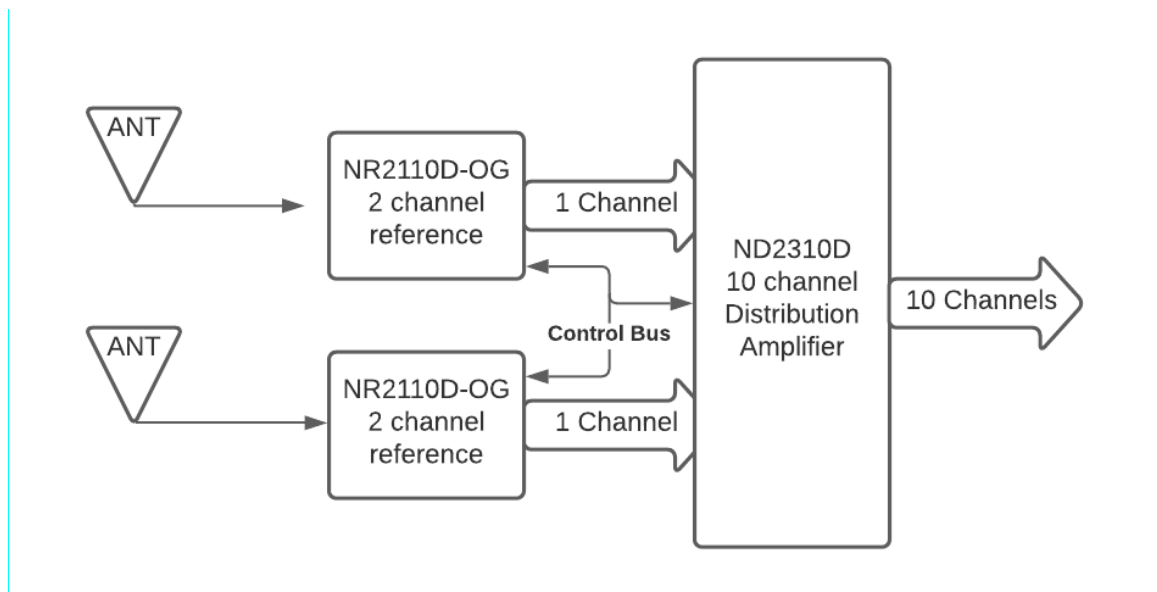 ANT
NR2110D-OG
2 channel
reference
1 Channel
Control Bus
ANT
NR2110D-OG
2 channel
reference
1 Channel
ND2310D
10 channel
Distribution
Amplifier
10 Channels